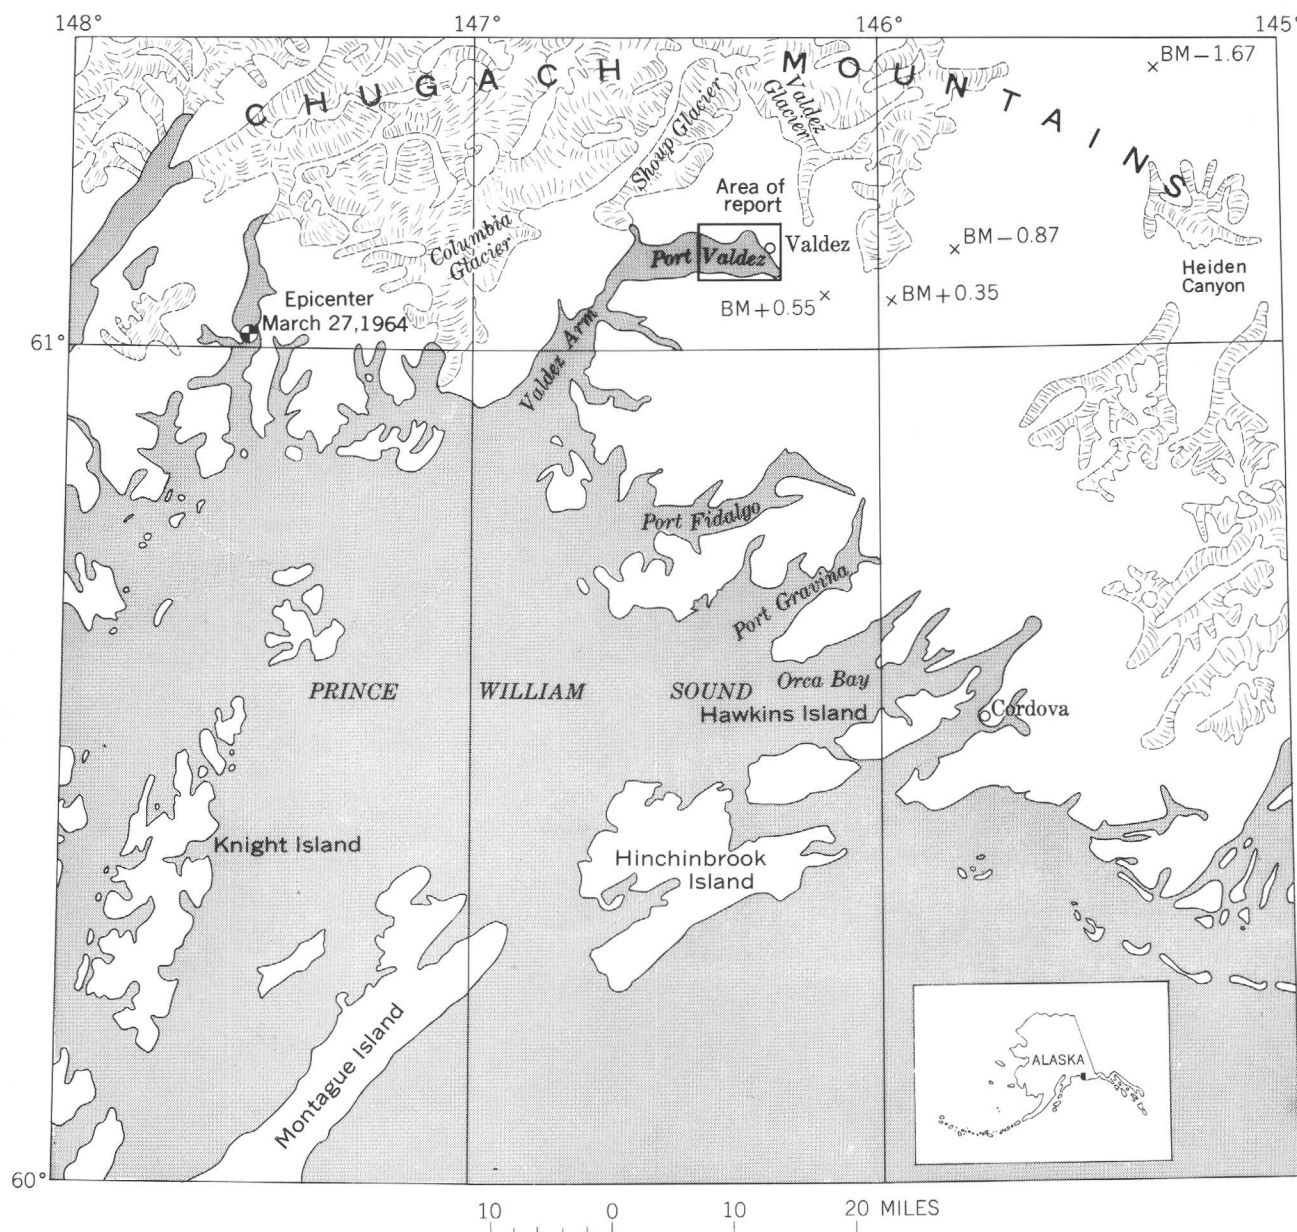 148°
147°
146°
145°
CHUGACH MOUNTAINS
BM–1.67
Shoup Glacier
Valdez
Glacier
Area of
report
Columbia
Glacier
Port Valdez
Valdez
BM–0.87
Heiden
Canyon
Epicenter
March 27,1964
BM+0.55
BM+0.35
61°
Valdez Arm
Port Fidalgo
Port Gravina
PRINCE WILLIAM SOUND
Orca Bay
Hawkins Island
Cordova
Knight Island
Hinchinbrook
Island
Montague Island
ALASKA
60°
10 0 10 20 MILES